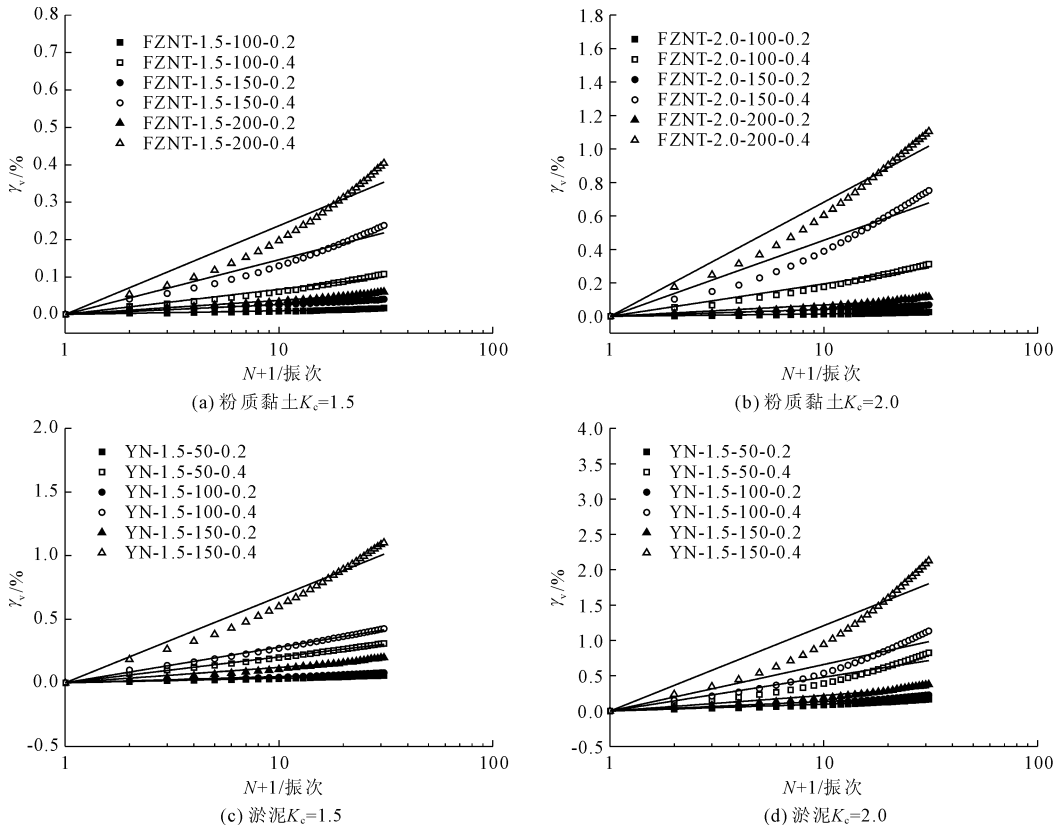 0.8
0.7
0.6
0.5
0.4
0.3
0.2
0.1
0.0
γv/%
FZNT-1.5-100-0.2
FZNT-1.5-100-0.4
FZNT-1.5-150-0.2
FZNT-1.5-150-0.4
FZNT-1.5-200-0.2
FZNT-1.5-200-0.4
1 10 100
N+1/振次
(a) 粉质黏土Kc=1.5
1.8
1.6
1.4
1.2
1.0
0.8
0.6
0.4
0.2
0.0
γv/%
FZNT-2.0-100-0.2
FZNT-2.0-100-0.4
FZNT-2.0-150-0.2
FZNT-2.0-150-0.4
FZNT-2.0-200-0.2
FZNT-2.0-200-0.4
1 10 100
N+1/振次
(b) 粉质黏土Kc=2.0
2.0
1.5
1.0
0.5
0.0
-0.5
γv/%
YN-1.5-50-0.2
YN-1.5-50-0.4
YN-1.5-100-0.2
YN-1.5-100-0.4
YN-1.5-150-0.2
YN-1.5-150-0.4
1 10 100
N+1/振次
(c) 淤泥Kc=1.5
4.0
3.5
3.0
2.5
2.0
1.5
1.0
0.5
0.0
-0.5
γv/%
YN-1.5-50-0.2
YN-1.5-50-0.4
YN-1.5-100-0.2
YN-1.5-100-0.4
YN-1.5-150-0.2
YN-1.5-150-0.4
1 10 100
N+1/振次
(d) 淤泥Kc=2.0